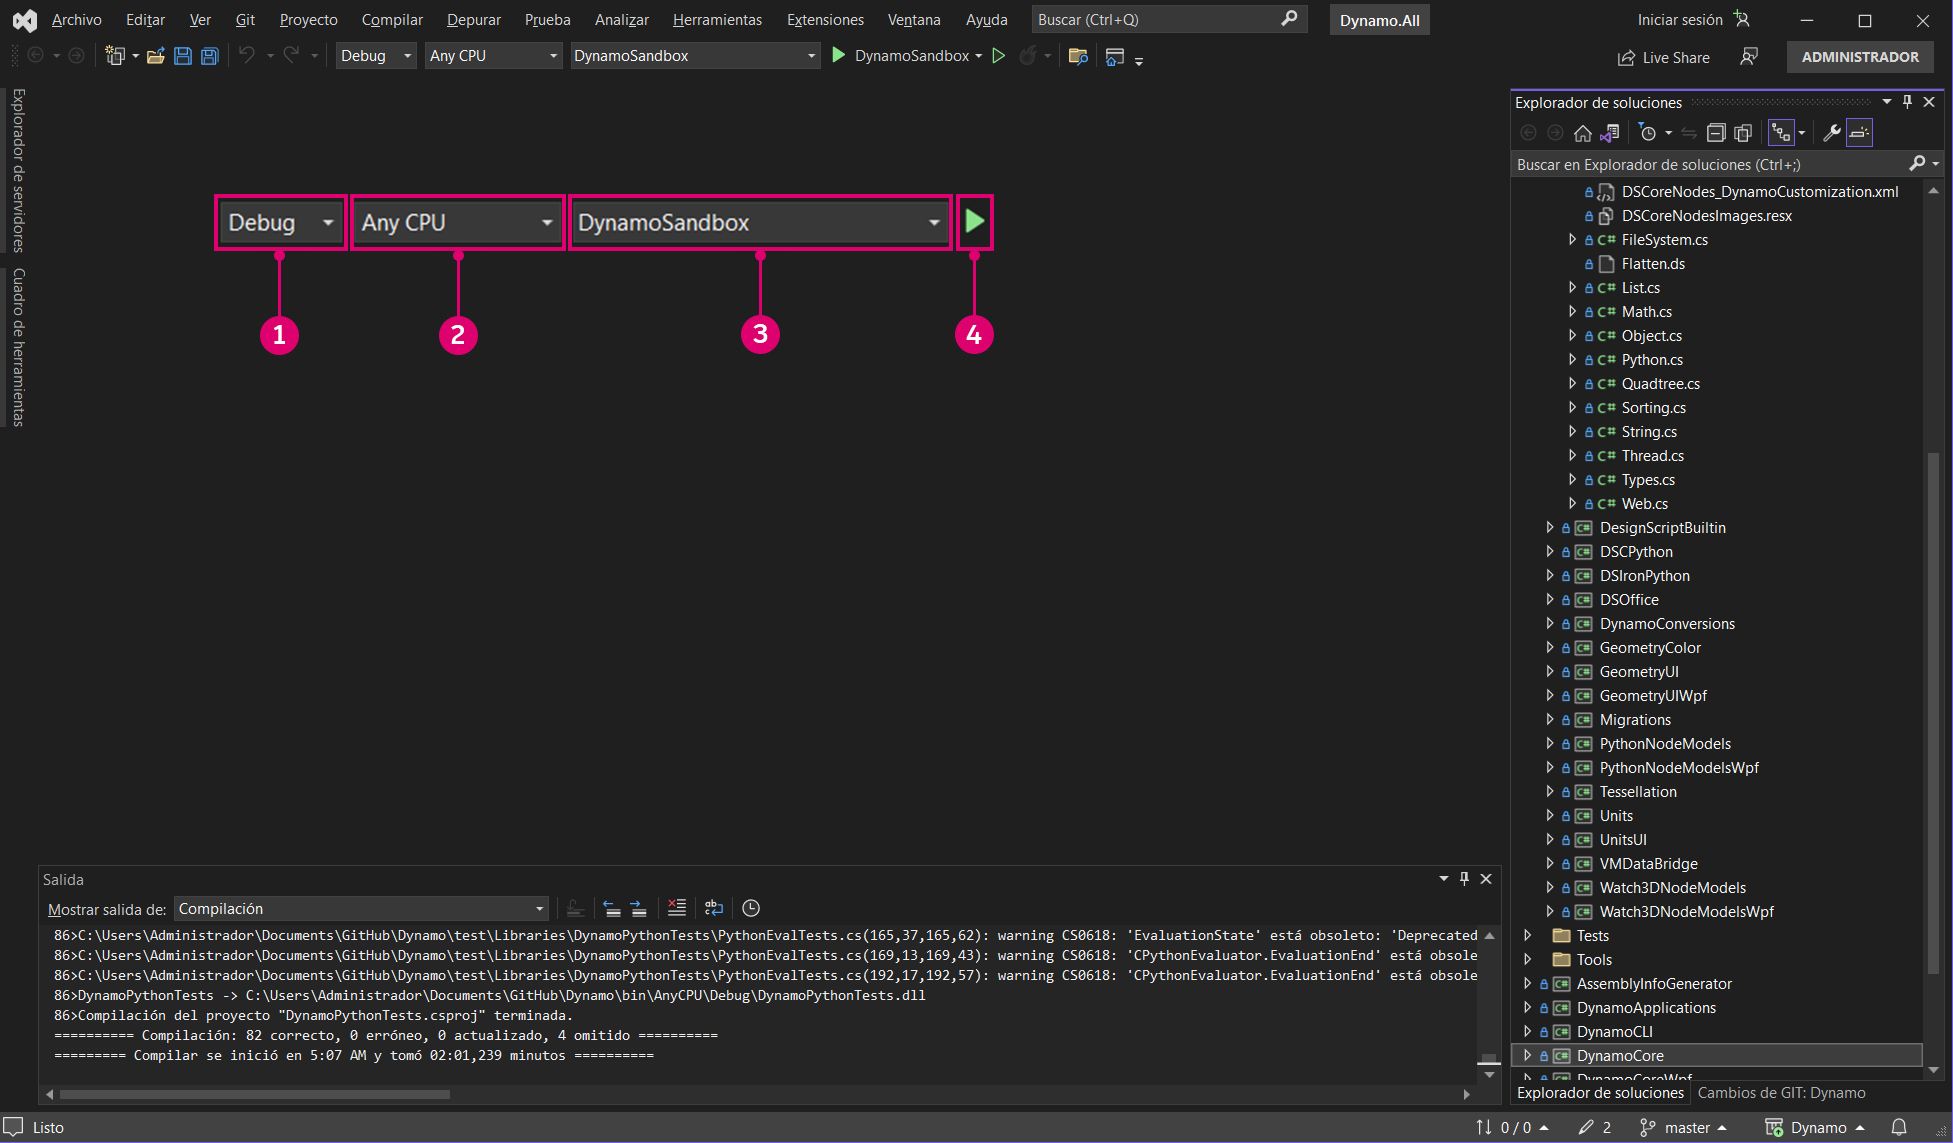 Archivo Editar Ver Git Proyecto Compilar Depurar Prueba Analizar Herramientas Extensiones Ventana Ayuda Buscar (Ctrl+Q) Dynamo.All Iniciar sesión
Debug Any CPU DynamoSandbox DynamoSandbox Live Share ADMINISTRADOR
Explorador de servidores
Cuadro de herramientas
Debug Any CPU DynamoSandbox
1 2 3 4
Explorador de soluciones
Buscar en Explorador de soluciones (Ctrl+;)
DSCoreNodes_DynamoCustomization.xml
DSCoreNodesImages.resx
C# FileSystem.cs
Flatten.ds
C# List.cs
C# Math.cs
C# Object.cs
C# Python.cs
C# Quadtree.cs
C# Sorting.cs
C# String.cs
C# Thread.cs
C# Types.cs
C# Web.cs
C# DesignScriptBuiltin
C# DSCPython
C# DSIronPython
C# DSOffice
C# DynamoConversions
C# GeometryColor
C# GeometryUI
C# GeometryUIWpf
C# Migrations
C# PythonNodeModels
C# PythonNodeModelsWpf
C# Tessellation
C# Units
C# UnitsUI
C# VMDataBridge
C# Watch3DNodeModels
C# Watch3DNodeModelsWpf
Tests
Tools
C# AssemblyInfoGenerator
C# DynamoApplications
C# DynamoCLI
C# DynamoCore
C# DynamoCoreWpf
Explorador de soluciones Cambios de GIT: Dynamo
Salida
Mostrar salida de: Compilación
86>C:\Users\Administrador\Documents\GitHub\Dynamo\test\Libraries\DynamoPythonTests\PythonEvalTests.cs(165,37,165,62): warning CS0618: 'EvaluationState' está obsoleto: 'Deprecated
86>C:\Users\Administrador\Documents\GitHub\Dynamo\test\Libraries\DynamoPythonTests\PythonEvalTests.cs(169,13,169,43): warning CS0618: 'CPythonEvaluator.EvaluationEnd' está obsole
86>C:\Users\Administrador\Documents\GitHub\Dynamo\test\Libraries\DynamoPythonTests\PythonEvalTests.cs(192,17,192,57): warning CS0618: 'CPythonEvaluator.EvaluationEnd' está obsole
86>DynamoPythonTests -> C:\Users\Administrador\Documents\GitHub\Dynamo\bin\AnyCPU\Debug\DynamoPythonTests.dll
86>Compilación del proyecto "DynamoPythonTests.csproj" terminada.
========== Compilación: 82 correcto, 0 erróneo, 0 actualizado, 4 omitido ==========
========= Compilar se inició en 5:07 AM y tomó 02:01,239 minutos ==========
Listo 0 / 0 2 master Dynamo